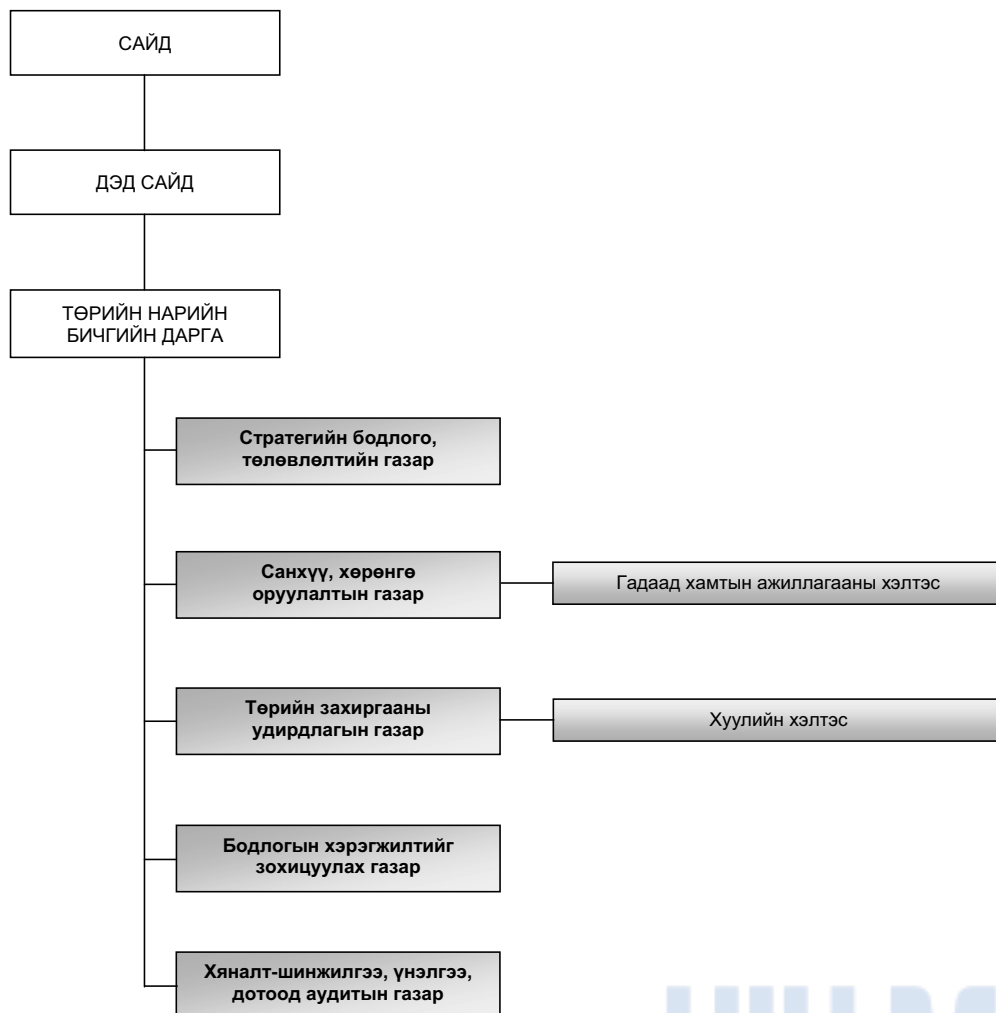 САЙД
ДЭД САЙД
ТӨРИЙН НАРИЙН
БИЧГИЙН ДАРГА
Стратегийн бодлого,
төлөвлөлтийн газар
Санхүү, хөрөнгө
оруулалтын газар
Гадаад хамтын ажиллагааны хэлтэс
Төрийн захиргааны
удирдлагын газар
Хуулийн хэлтэс
Бодлогын хэрэгжилтийг
зохицуулах газар
Хяналт-шинжилгээ, үнэлгээ,
дотоод аудитын газар